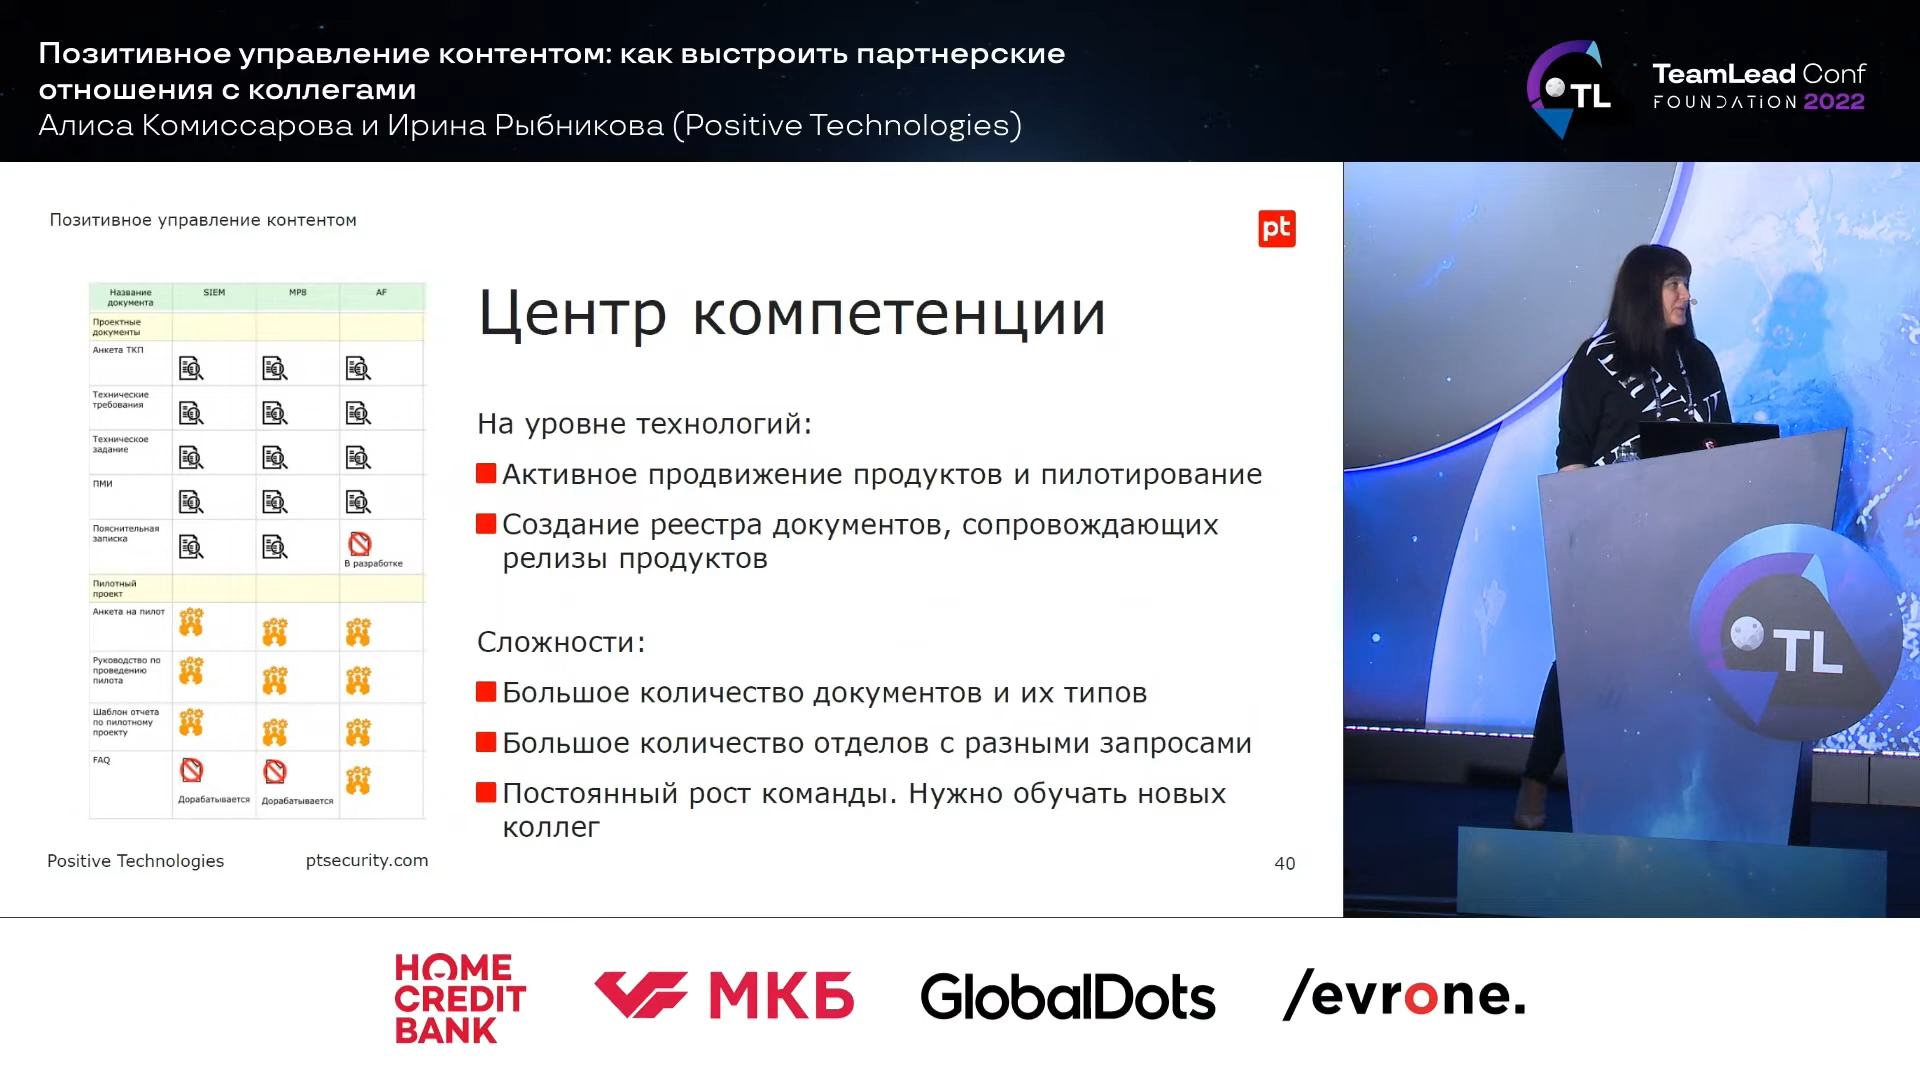 Позитивное управление контентом: как выстроить партнерские
отношения с коллегами
Алиса Комиссарова и Ирина Рыбникова (Positive Technologies)
TL
TeamLead Conf
FOUNDATION 2022
Позитивное управление контентом
pt
Название
документа
SIEM
MP8
AF
Проектные
документы
Анкета ТКП
Технические
требования
Техническое
задание
ПМИ
Пояснительная
записка
В разработке
Пилотный
проект
Анкета на пилот
Руководство по
проведению
пилота
Шаблон отчета
по пилотному
проекту
FAQ
Дорабатывается
Дорабатывается
Центр компетенции
На уровне технологий:
Активное продвижение продуктов и пилотирование
Создание реестра документов, сопровождающих
релизы продуктов
Сложности:
Большое количество документов и их типов
Большое количество отделов с разными запросами
Постоянный рост команды. Нужно обучать новых
коллег
Positive Technologies
ptsecurity.com
40
TL
HOME
CREDIT
BANK
МКБ
GlobalDots
/evrone.